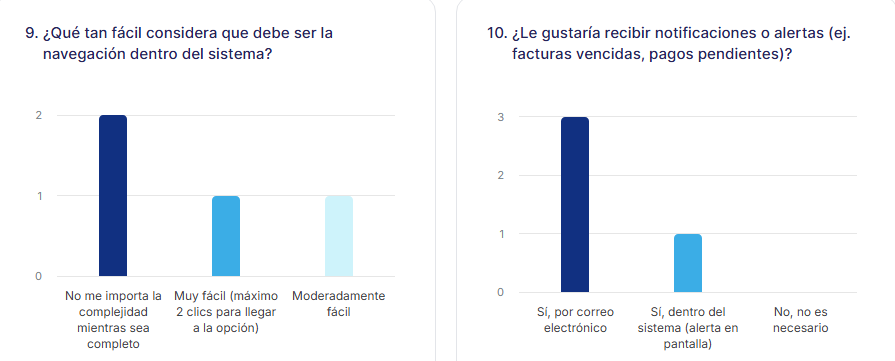 9. ¿Qué tan fácil considera que debe ser la
navegación dentro del sistema?
2
1
0
No me importa la
complejidad
mientras sea
completo
Muy fácil (máximo
2 clics para llegar
a la opción)
Moderadamente
fácil
10. ¿Le gustaría recibir notificaciones o alertas (ej.
facturas vencidas, pagos pendientes)?
3
2
1
0
Sí, por correo
electrónico
Sí, dentro del
sistema (alerta en
pantalla)
No, no es
necesario